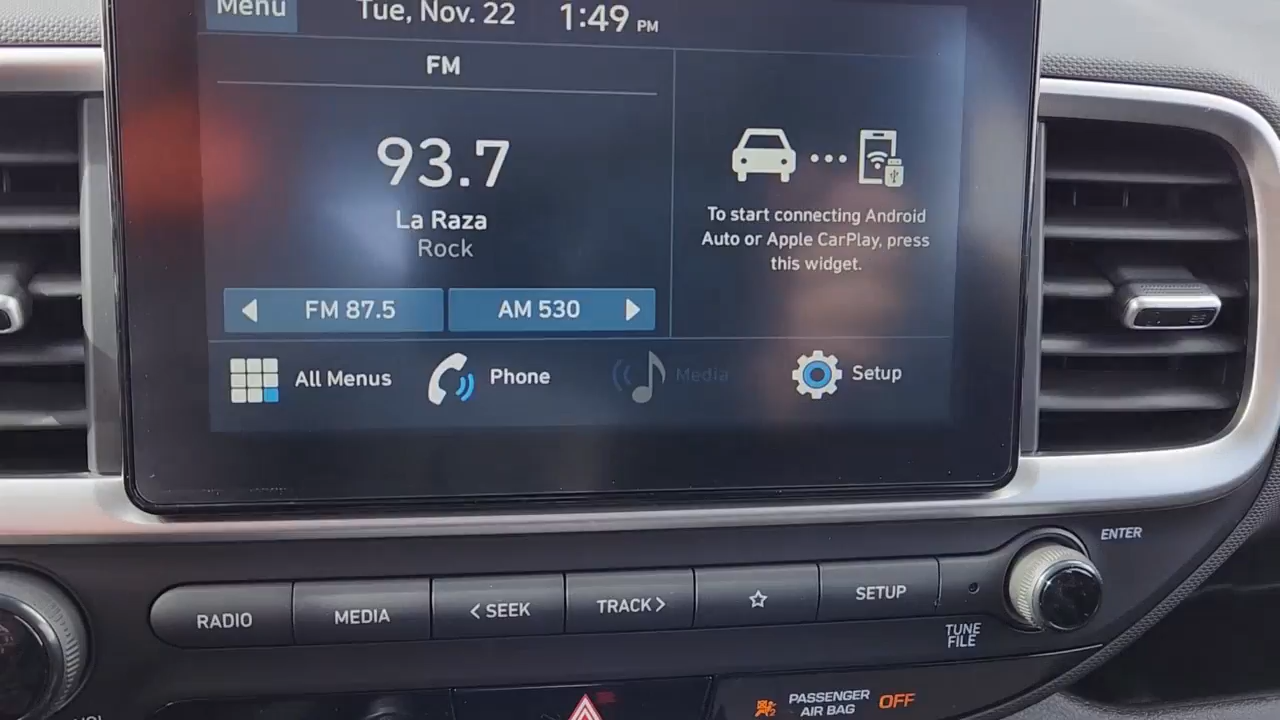 Menu
Tue, Nov. 22
1:49 PM
FM
93.7
La Raza
Rock
FM 87.5
AM 530
To start connecting Android
Auto or Apple CarPlay, press
this widget.
All Menus
Phone
Media
Setup
ENTER
RADIO
MEDIA
< SEEK
TRACK >
☆
SETUP
TUNE
FILE
PASSENGER
AIR BAG
OFF